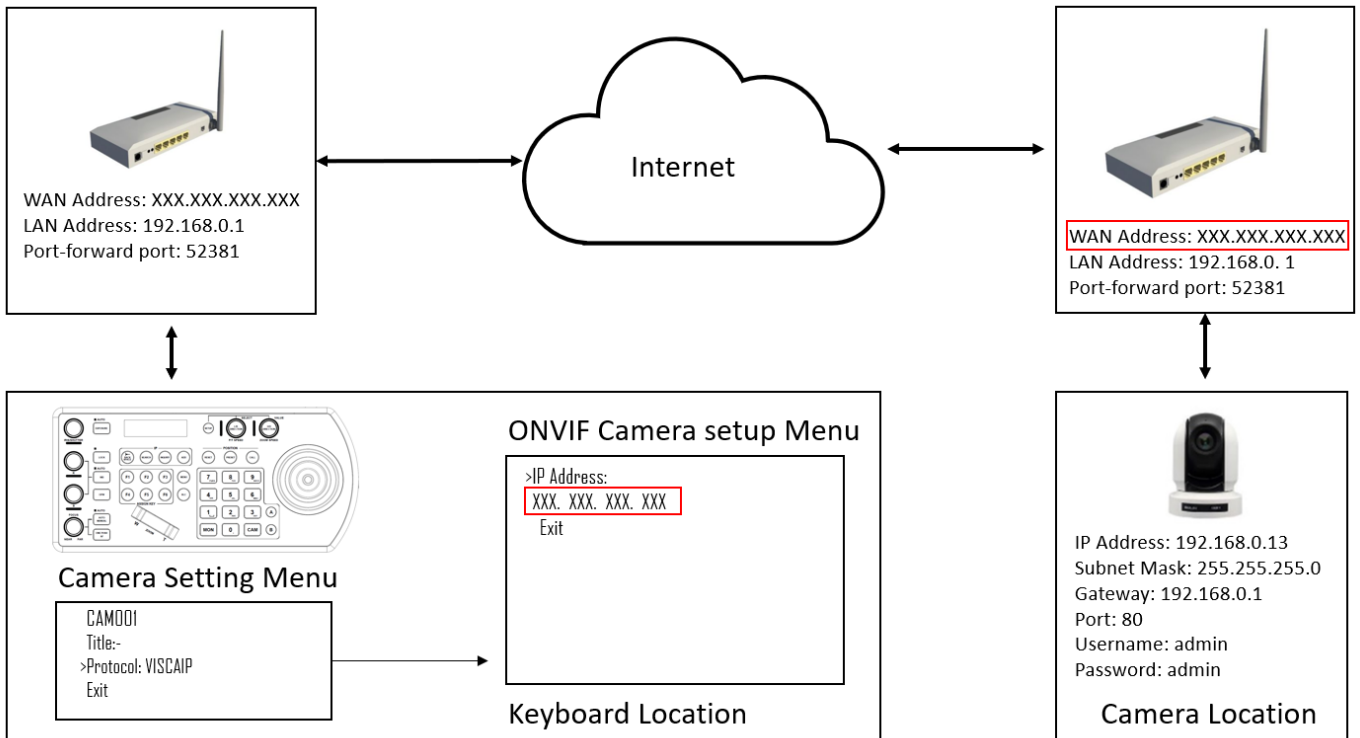 Internet
WAN Address: XXX.XXX.XXX.XXX
LAN Address: 192.168.0.1
Port-forward port: 52381
WAN Address: XXX.XXX.XXX.XXX
LAN Address: 192.168.0. 1
Port-forward port: 52381
ONVIF Camera setup Menu
>IP Address:
XXX. XXX. XXX. XXX
Exit
Camera Setting Menu
CAM001
Title:-
>Protocol: VISCAIP
Exit
Keyboard Location
IP Address: 192.168.0.13
Subnet Mask: 255.255.255.0
Gateway: 192.168.0.1
Port: 80
Username: admin
Password: admin
Camera Location